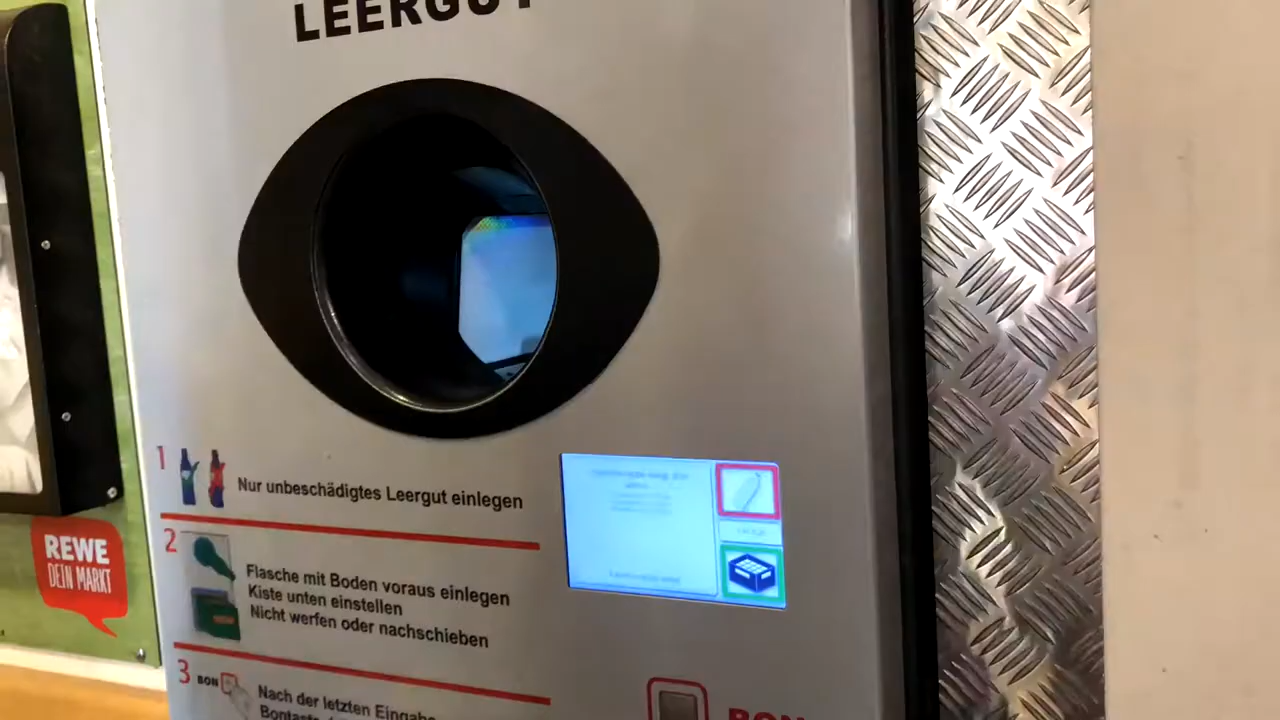 LEERGUT
1
Nur unbeschädigtes Leergut einlegen
2
Flasche mit Boden voraus einlegen
Kiste unten einstellen
Nicht werfen oder nachschieben
REWE
DEIN MARKT
3
BON
Nach der letzten Eingabe
BON